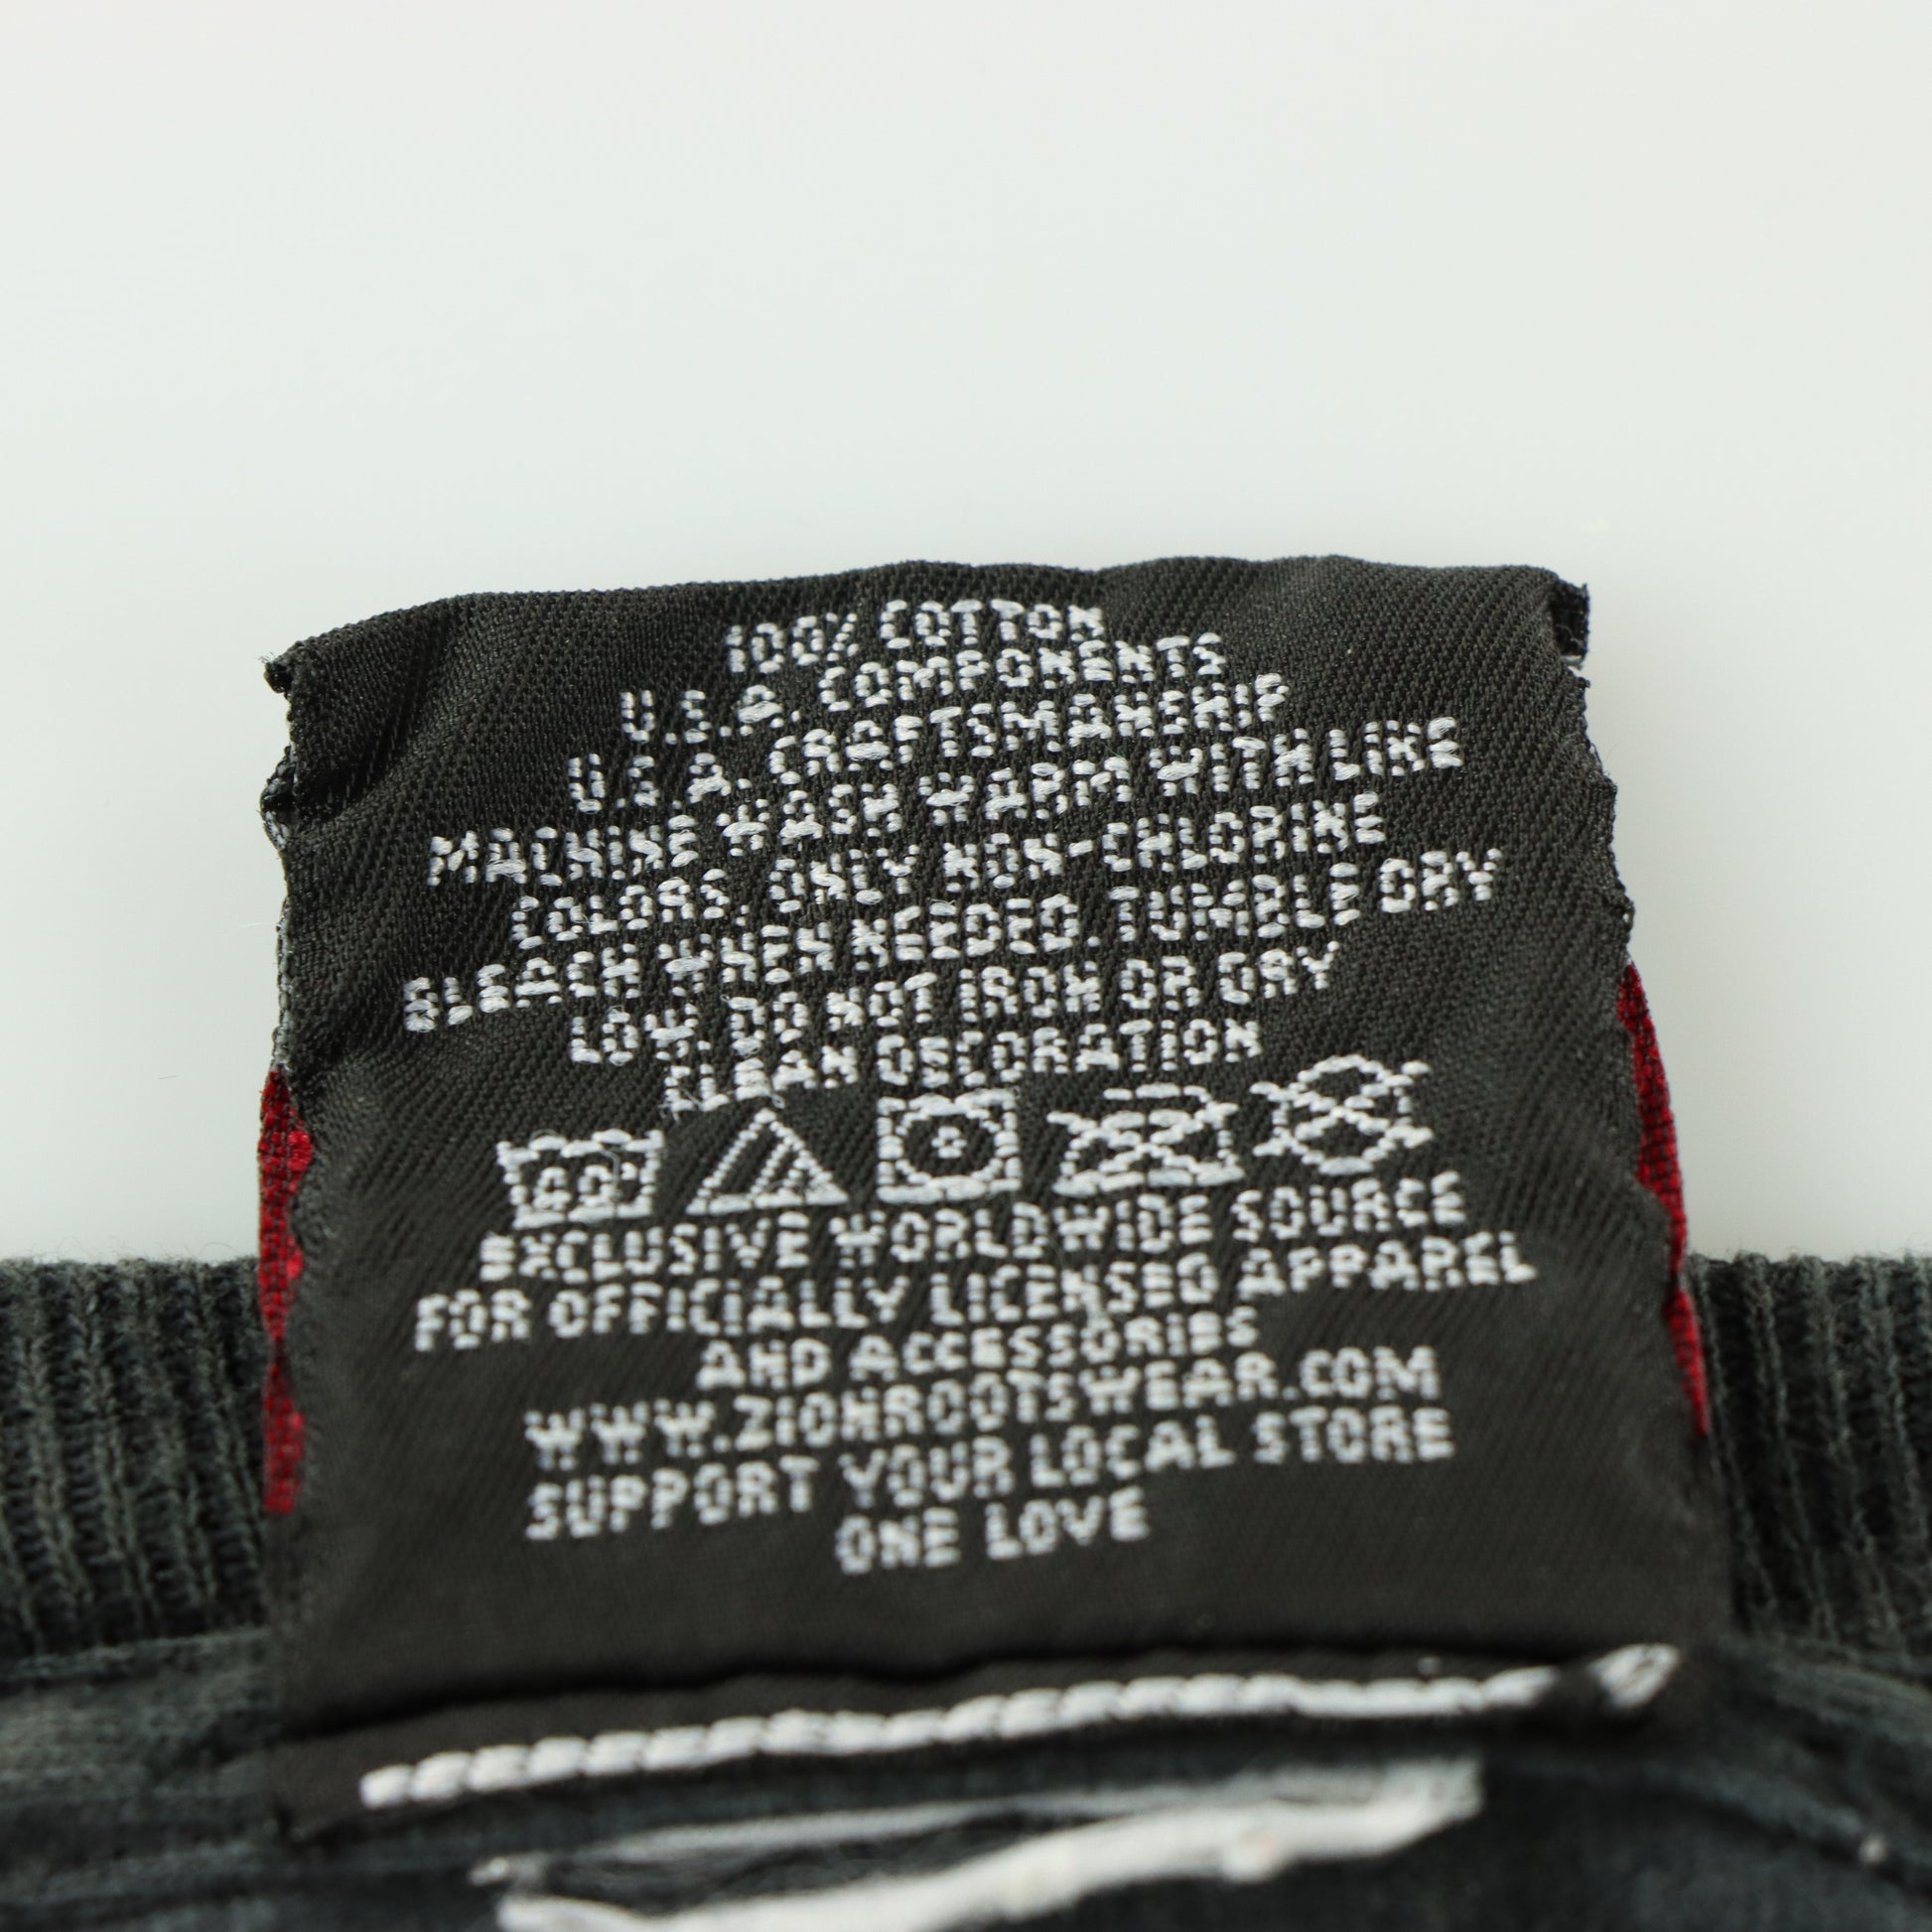 100% COTTON
U.S.A. COMPONENTS
U.S.A. CRAFTSMANSHIP
MACHINE WASH WARM WITH LIKE
COLORS, ONLY NON-CHLORINE
BLEACH WHEN NEEDED. TUMBLE DRY
LOW. DO NOT IRON OR DRY
CLEAN DECORATION
40°
EXCLUSIVE WORLDWIDE SOURCE
FOR OFFICIALLY LICENSED APPAREL
AND ACCESSORIES
WWW.ZIONROOTSWEAR.COM
SUPPORT YOUR LOCAL STORE
ONE LOVE